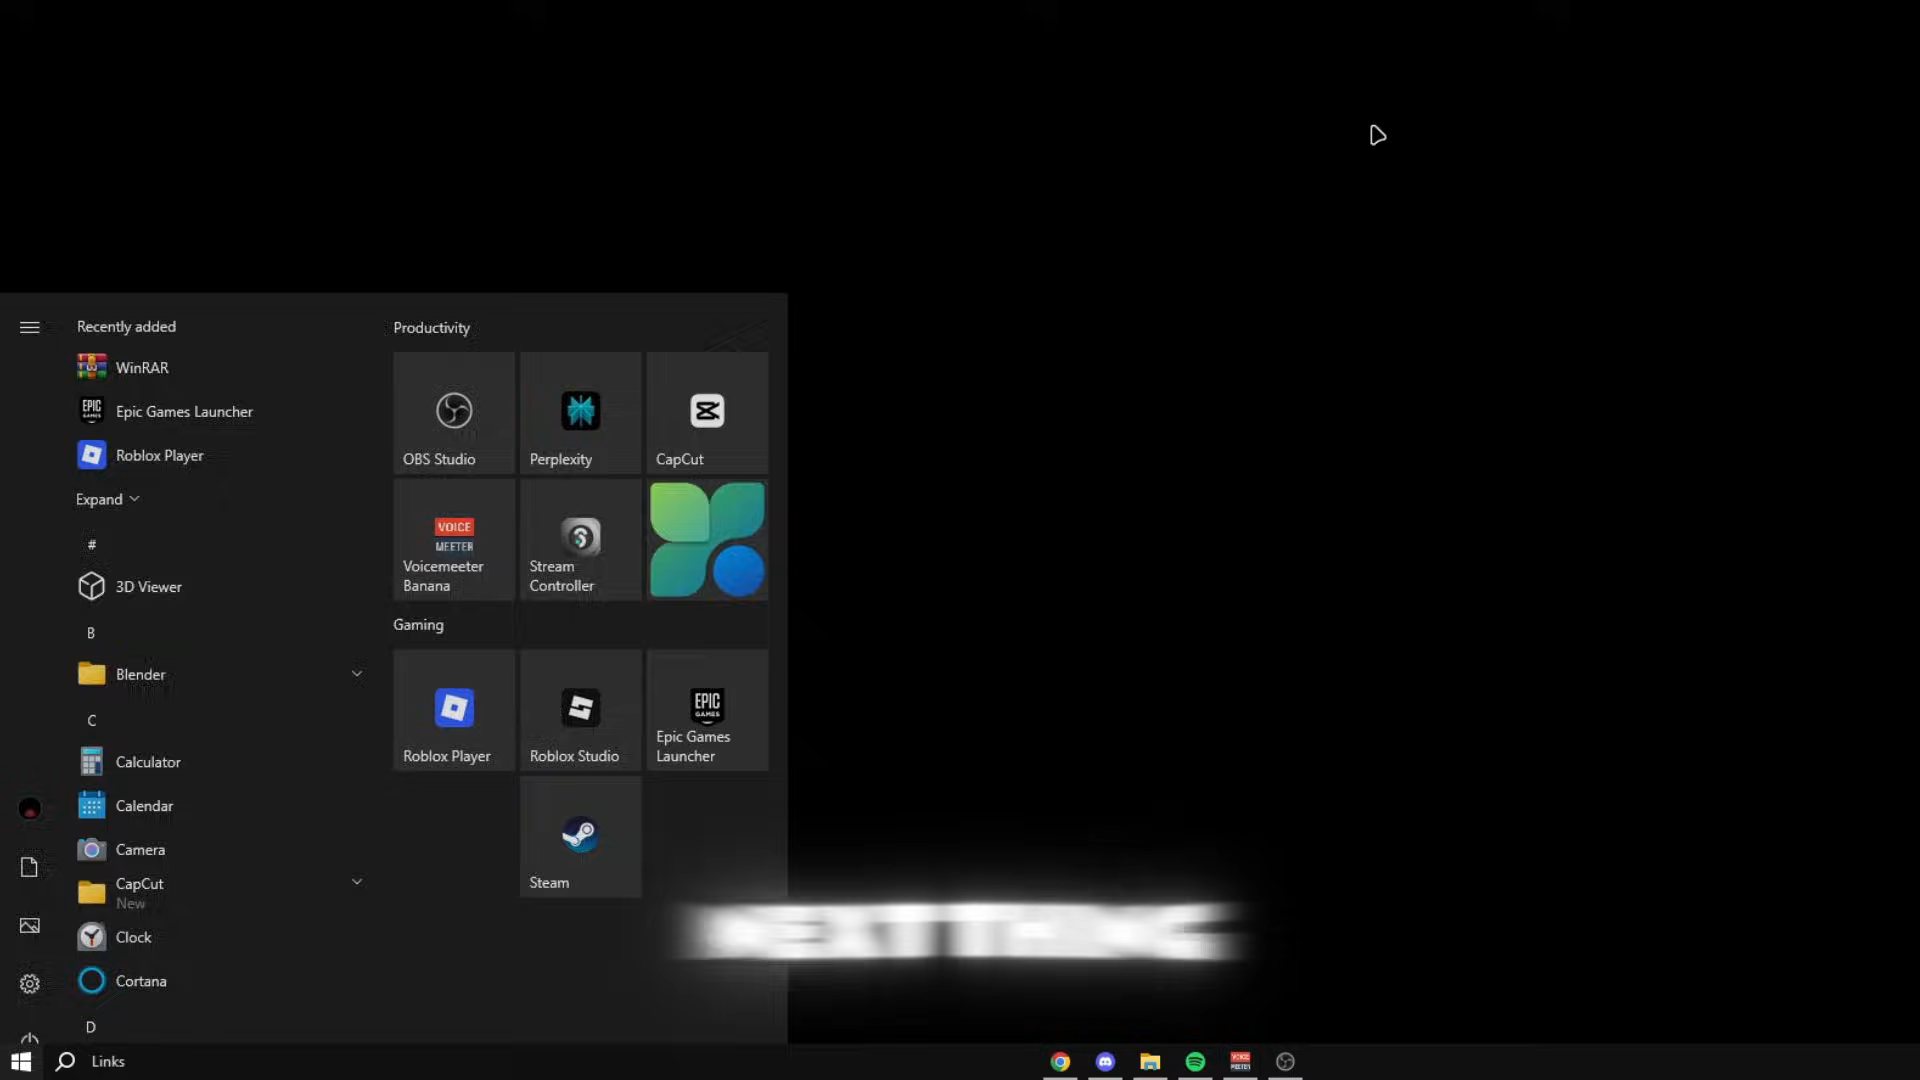 Recently added
WinRAR
Epic Games Launcher
Roblox Player
Expand
#
3D Viewer
B
Blender
C
Calculator
Calendar
Camera
CapCut
New
Clock
Cortana
D
Productivity
OBS Studio
Perplexity
CapCut
VOICE
MEETER
Voicemeeter
Banana
Stream
Controller
Gaming
Roblox Player
Roblox Studio
EPIC
GAMES
Epic Games
Launcher
Steam
Links